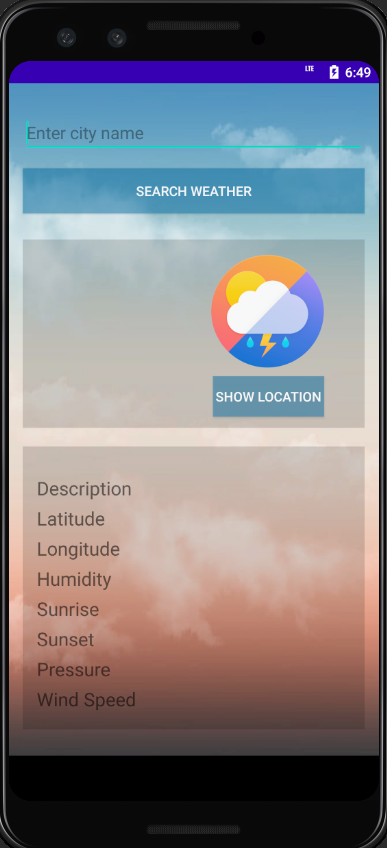 LTE 6:49
Enter city name
SEARCH WEATHER
SHOW LOCATION
Description
Latitude
Longitude
Humidity
Sunrise
Sunset
Pressure
Wind Speed